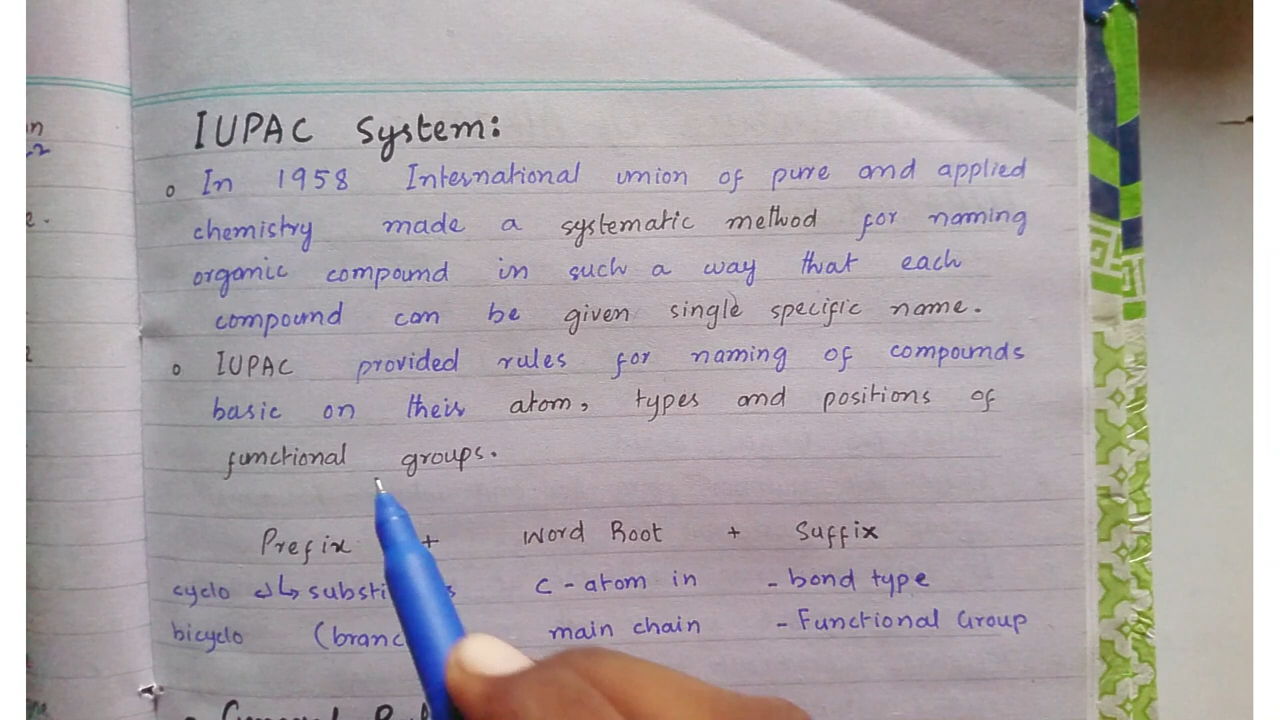 IUPAC System:
In 1958 International union of pure and applied
chemistry made a systematic method for naming
organic compound in such a way that each
compound can be given single specific name.
IUPAC provided rules for naming of compounds
basic on their atom, types and positions of
functional groups.
Prefix + Word Root + Suffix
cyclo ↲↳ C-atom in - bond type
bicyclo main chain - Functional Group